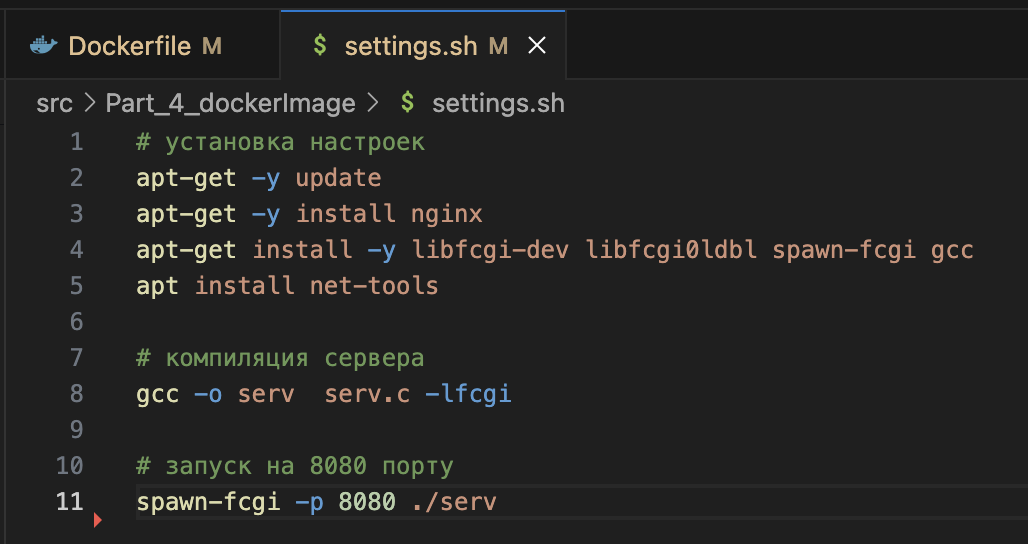 Dockerfile M
$ settings.sh M
src > Part_4_dockerImage > $ settings.sh
1 # установка настроек
2 apt-get -y update
3 apt-get -y install nginx
4 apt-get install -y libfcgi-dev libfcgi0ldbl spawn-fcgi gcc
5 apt install net-tools
6
7 # компиляция сервера
8 gcc -o serv  serv.c -lfcgi
9
10 # запуск на 8080 порту
11 spawn-fcgi -p 8080 ./serv